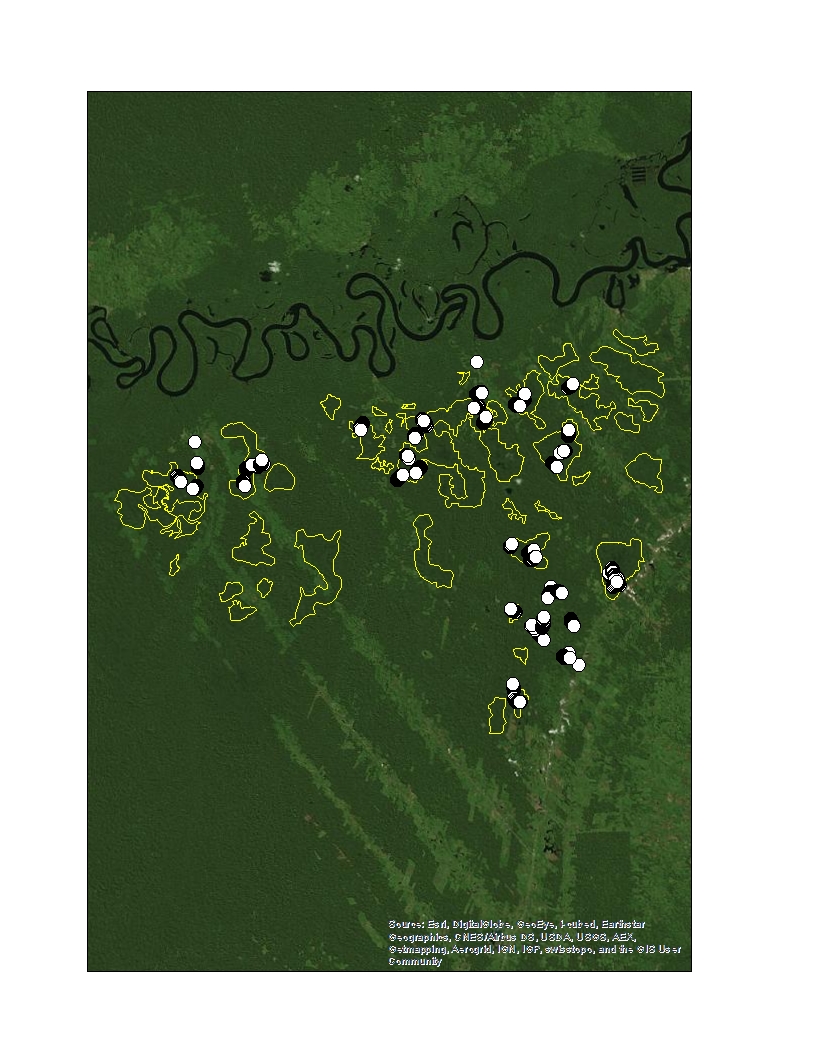 Source: Esri, DigitalGlobe, GeoEye, i-cubed, Earthstar
Geographics, CNES/Airbus DS, USDA, USGS, AEX,
Getmapping, Aerogrid, IGN, IGP, swisstopo, and the GIS User
Community